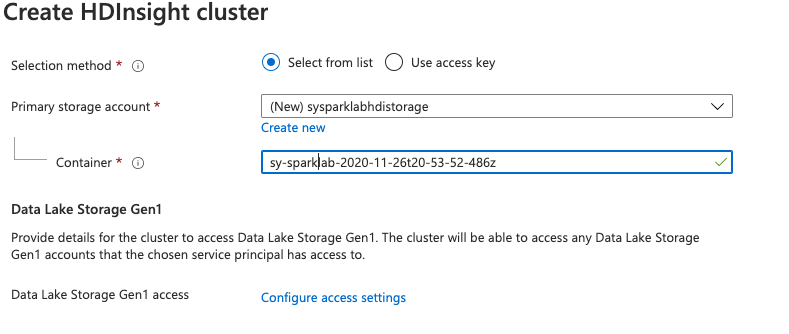 Create HDInsight cluster
Selection method * Select from list Use access key
Primary storage account * (New) sysparklabhdistorage
Create new
Container * sy-sparklab-2020-11-26t20-53-52-486z
Data Lake Storage Gen1
Provide details for the cluster to access Data Lake Storage Gen1. The cluster will be able to access any Data Lake Storage
Gen1 accounts that the chosen service principal has access to.
Data Lake Storage Gen1 access Configure access settings